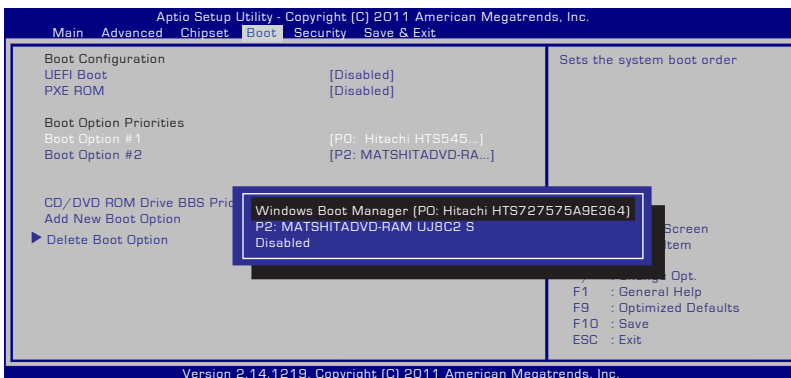 Aptio Setup Utility - Copyright (C) 2011 American Megatrends, Inc.
Main Advanced Chipset Boot Security Save & Exit
Boot Configuration
UEFI Boot [Disabled]
PXE ROM [Disabled]
Boot Option Priorities
Boot Option #1 [P0: Hitachi HTS545...]
Boot Option #2 [P2: MATSHITADVD-RA...]
CD/DVD ROM Drive BBS
Add New Boot Option
Delete Boot Option
Windows Boot Manager (P0: Hitachi HTS727575A9E364)
P2: MATSHITADVD-RAM UJ8C2 S
Disabled
Sets the system boot order
Screen
Item
Opt.
F1 : General Help
F9 : Optimized Defaults
F10 : Save
ESC : Exit
Version 2.14.1219. Copyright (C) 2011 American Megatrends, Inc.